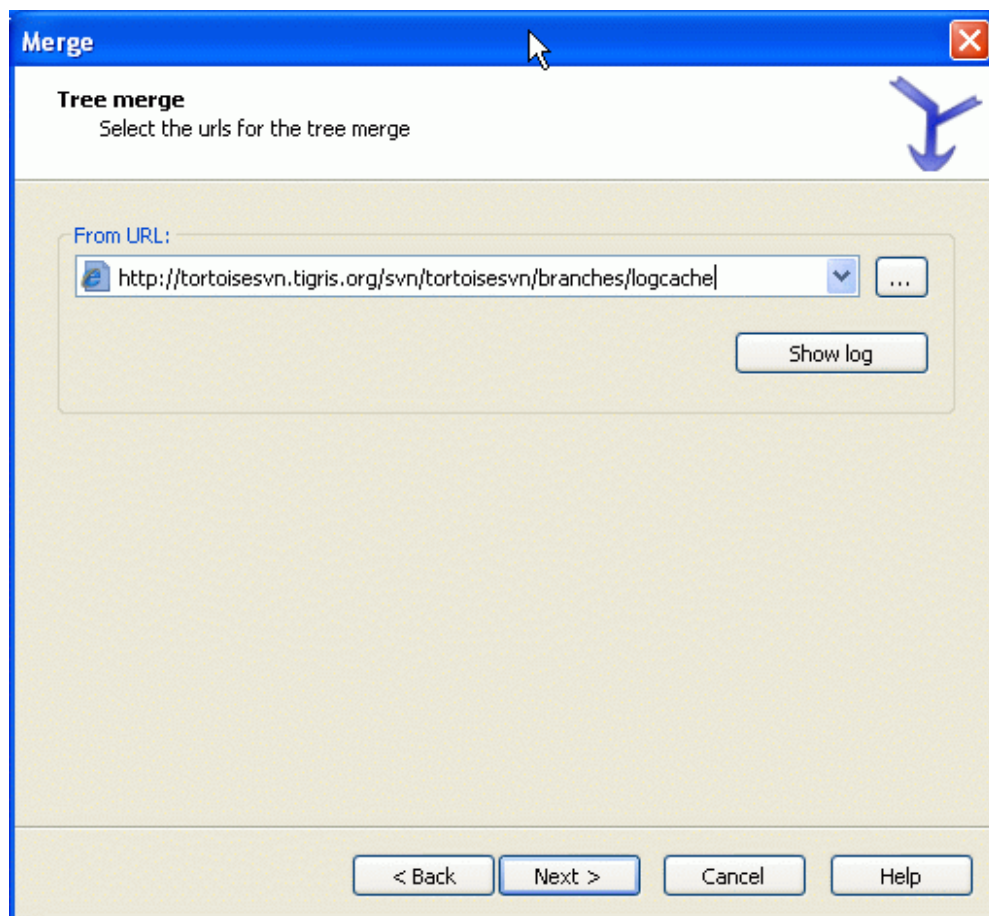 Merge
Tree merge
Select the urls for the tree merge
From URL:
http://tortoisesvn.tigris.org/svn/tortoisesvn/branches/logcache
...
Show log
< Back
Next >
Cancel
Help